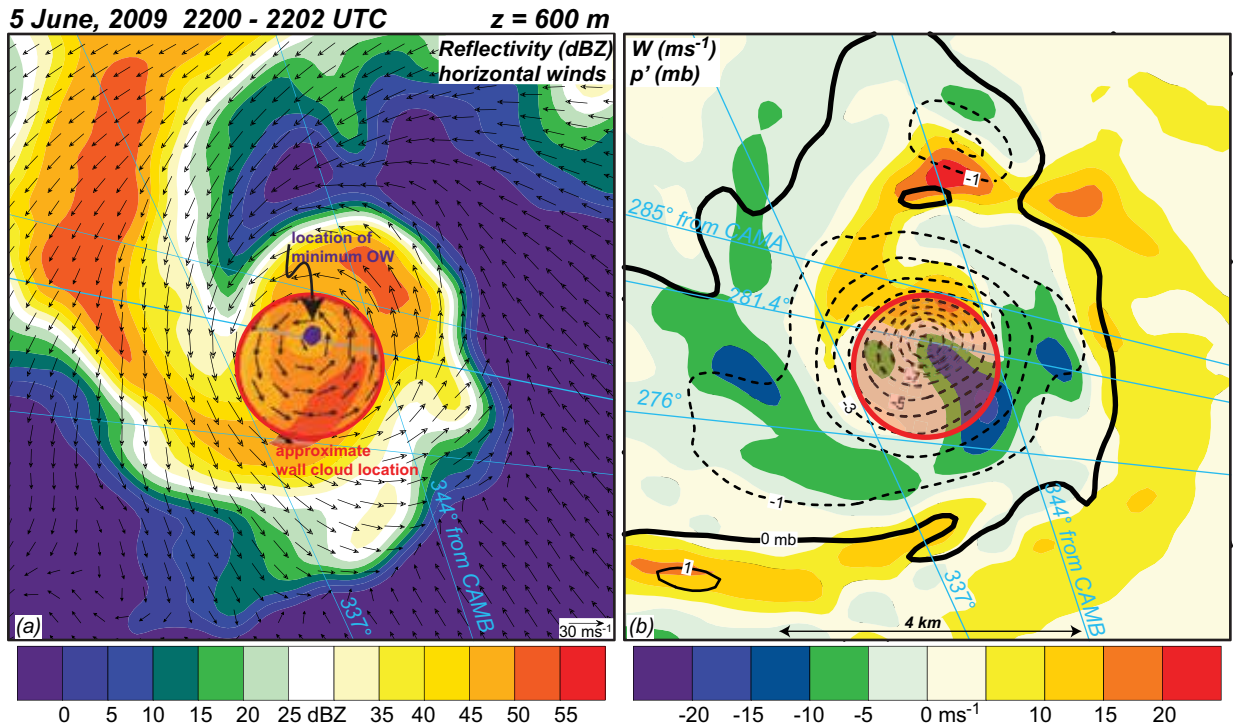 5 June, 2009 2200 - 2202 UTC z = 600 m
Reflectivity (dBZ)
horizontal winds
location of
minimum OW
approximate
wall cloud location
337°
344° from CAMB
(a)
30 ms-1
0 5 10 15 20 25 dBZ 35 40 45 50 55
W (ms-1)
p' (mb)
-1
285° from CAMA
281.4°
276°
-3
-5
-1
0 mb
1
337°
344° from CAMB
(b)
4 km
-20 -15 -10 -5 0 ms-1 5 10 15 20